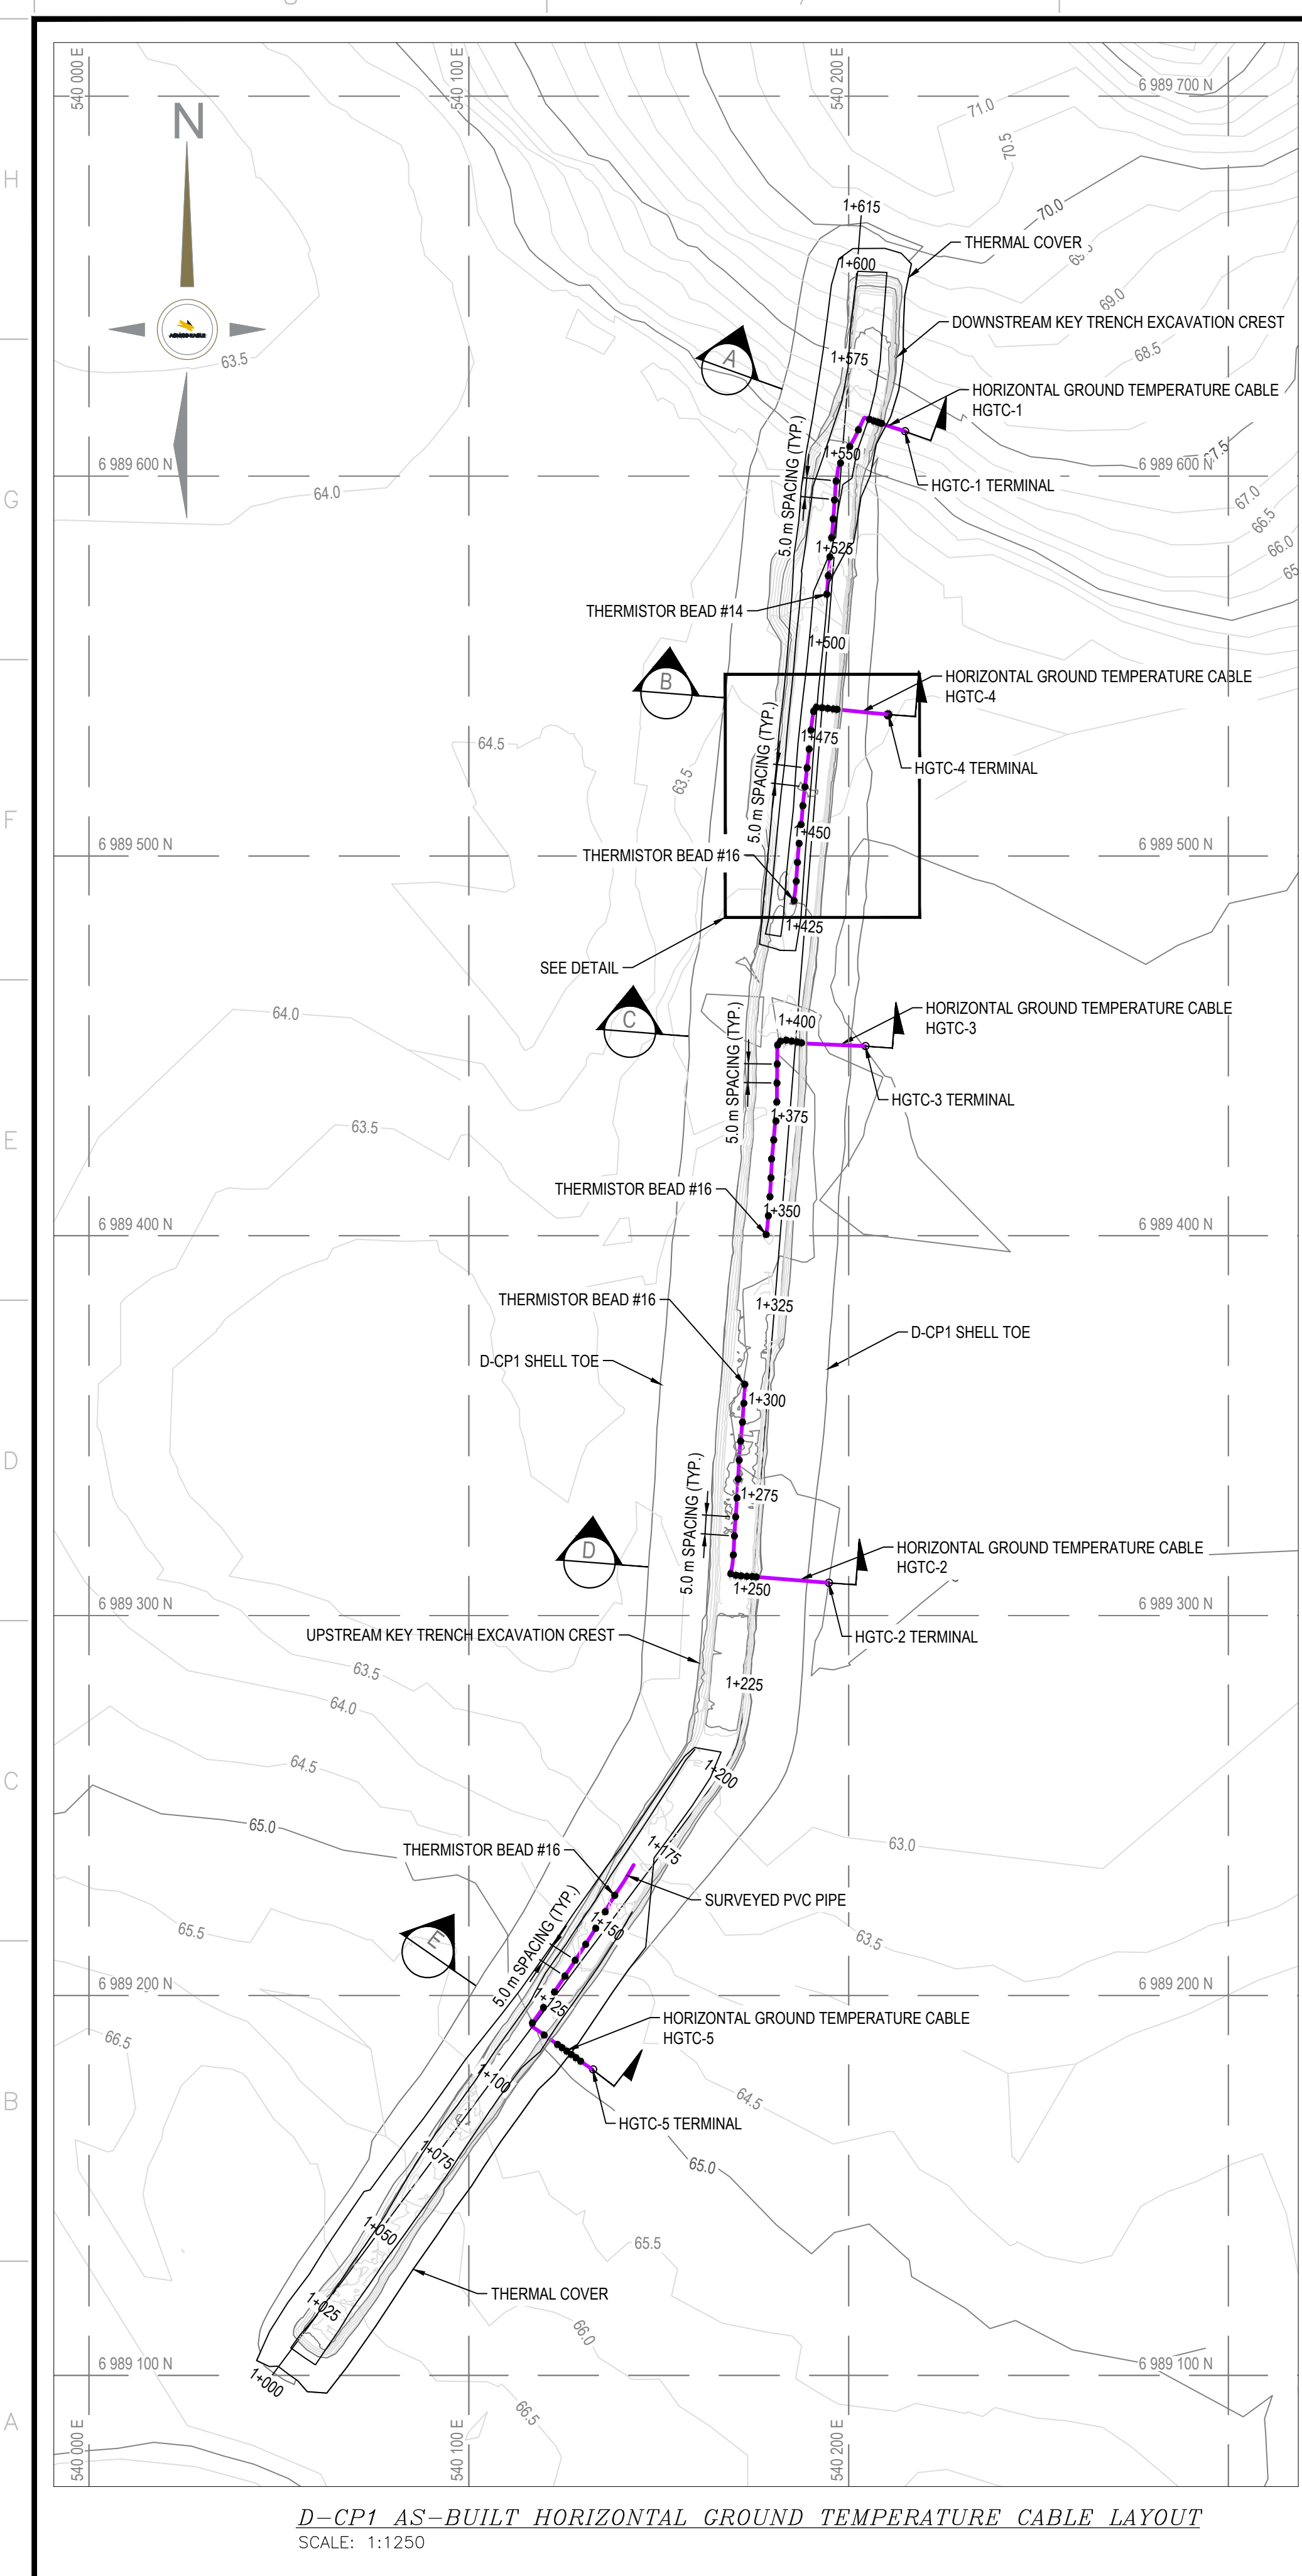 540 000 E
540 100 E
540 200 E
6 989 700 N
N
H
71.0
70.5
70.0
1+615
THERMAL COVER
1+600
69.0
DOWNSTREAM KEY TRENCH EXCAVATION CREST
63.5
A
1+575
68.5
HORIZONTAL GROUND TEMPERATURE CABLE
HGTC-1
5.0 m SPACING (TYP.)
1+550
67.5
6 989 600 N
6 989 600 N
64.0
HGTC-1 TERMINAL
G
67.0
66.5
66.0
1+525
THERMISTOR BEAD #14
1+500
B
HORIZONTAL GROUND TEMPERATURE CABLE
HGTC-4
64.5
63.5
5.0 m SPACING (TYP.)
1+475
HGTC-4 TERMINAL
F
1+450
6 989 500 N
6 989 500 N
THERMISTOR BEAD #16
1+425
SEE DETAIL
64.0
C
1+400
HORIZONTAL GROUND TEMPERATURE CABLE
HGTC-3
5.0 m SPACING (TYP.)
HGTC-3 TERMINAL
63.5
1+375
E
THERMISTOR BEAD #16
1+350
6 989 400 N
6 989 400 N
THERMISTOR BEAD #16
1+325
D-CP1 SHELL TOE
D-CP1 SHELL TOE
1+300
D
5.0 m SPACING (TYP.)
1+275
D
HORIZONTAL GROUND TEMPERATURE CABLE
HGTC-2
1+250
6 989 300 N
6 989 300 N
UPSTREAM KEY TRENCH EXCAVATION CREST
HGTC-2 TERMINAL
63.5
1+225
64.0
64.5
C
1+200
65.0
63.0
THERMISTOR BEAD #16
1+175
SURVEYED PVC PIPE
65.5
E
5.0 m SPACING (TYP.)
1+150
63.5
6 989 200 N
6 989 200 N
1+125
HORIZONTAL GROUND TEMPERATURE CABLE
HGTC-5
66.5
1+100
64.5
B
HGTC-5 TERMINAL
1+075
65.0
1+050
65.5
THERMAL COVER
1+025
66.0
6 989 100 N
6 989 100 N
1+000
A
66.5
540 000 E
540 100 E
540 200 E
D-CP1 AS-BUILT HORIZONTAL GROUND TEMPERATURE CABLE LAYOUT
SCALE: 1:1250